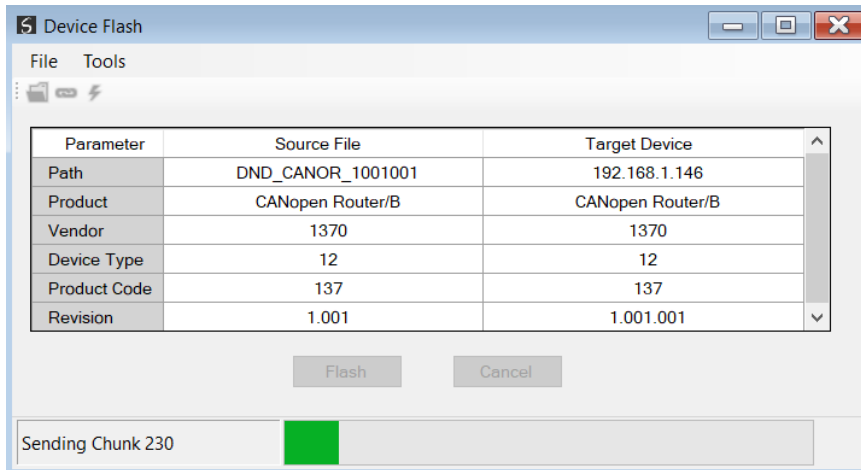 Device Flash
File Tools
Parameter Source File Target Device
Path DND_CANOR_1001001 192.168.1.146
Product CANopen Router/B CANopen Router/B
Vendor 1370 1370
Device Type 12 12
Product Code 137 137
Revision 1.001 1.001.001
Flash Cancel
Sending Chunk 230